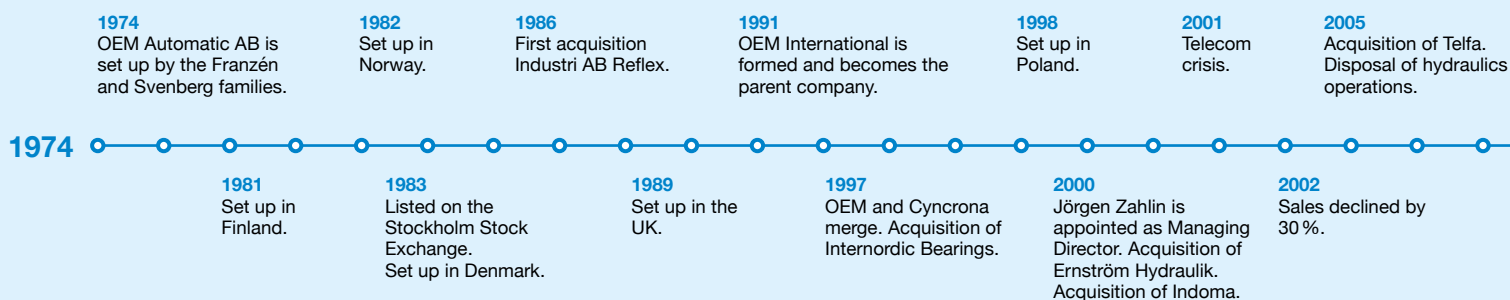 1974
OEM Automatic AB is
set up by the Franzén
and Svenberg families.
1982
Set up in
Norway.
1986
First acquisition
Industri AB Reflex.
1991
OEM International is
formed and becomes the
parent company.
1998
Set up in
Poland.
2001
Telecom
crisis.
2005
Acquisition of Telfa.
Disposal of hydraulics
operations.
1974
1981
Set up in
Finland.
1983
Listed on the
Stockholm Stock
Exchange.
Set up in Denmark.
1989
Set up in the
UK.
1997
OEM and Cyncrona
merge. Acquisition of
Internordic Bearings.
2000
Jörgen Zahlin is
appointed as Managing
Director. Acquisition of
Ernström Hydraulik.
Acquisition of Indoma.
2002
Sales declined by
30 %.